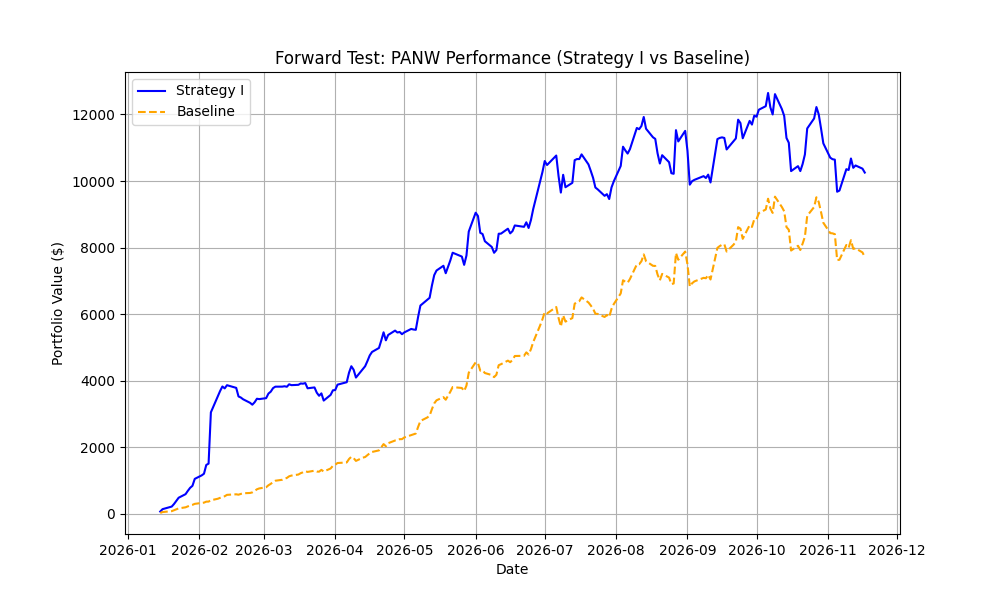 Forward Test: PANW Performance (Strategy I vs Baseline)
Strategy I
Baseline
Portfolio Value ($)
12000
10000
8000
6000
4000
2000
0
2026-01 2026-02 2026-03 2026-04 2026-05 2026-06 2026-07 2026-08 2026-09 2026-10 2026-11 2026-12
Date